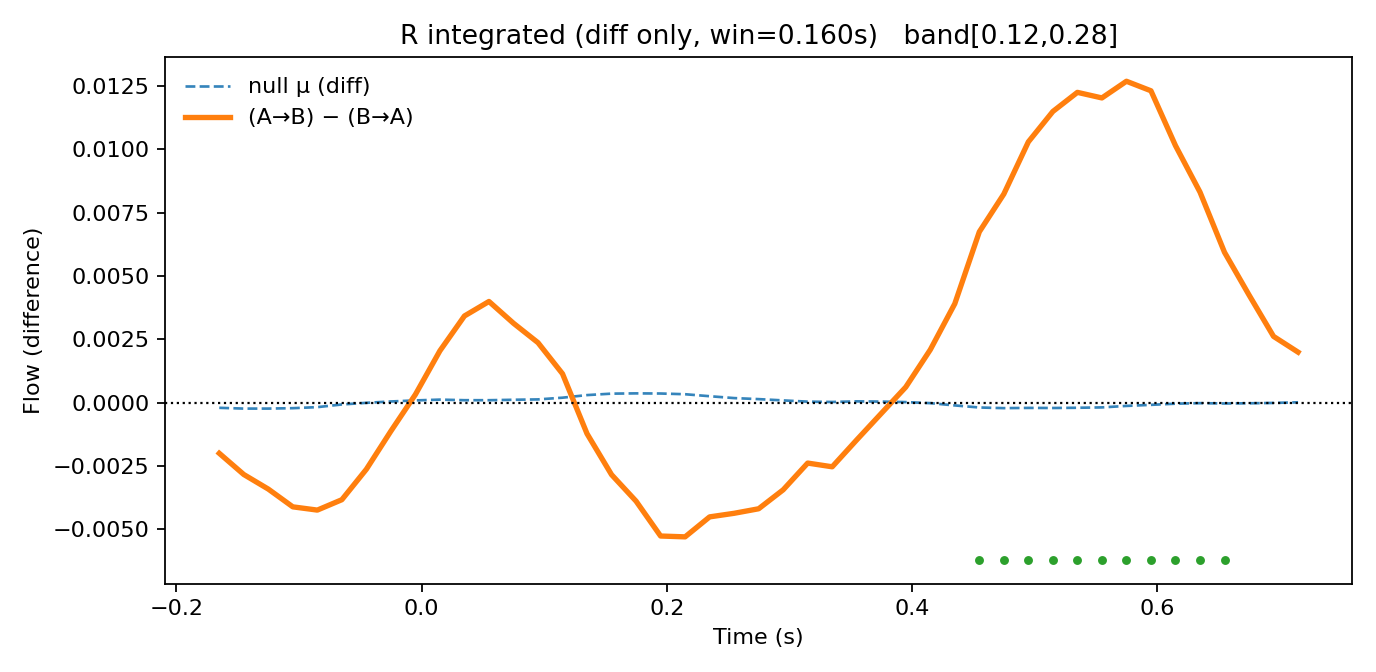 R integrated (diff only, win=0.160s)   band[0.12,0.28]
null μ (diff)
(A→B) − (B→A)
Flow (difference)
0.0125
0.0100
0.0075
0.0050
0.0025
0.0000
−0.0025
−0.0050
−0.2
0.0
0.2
0.4
0.6
Time (s)